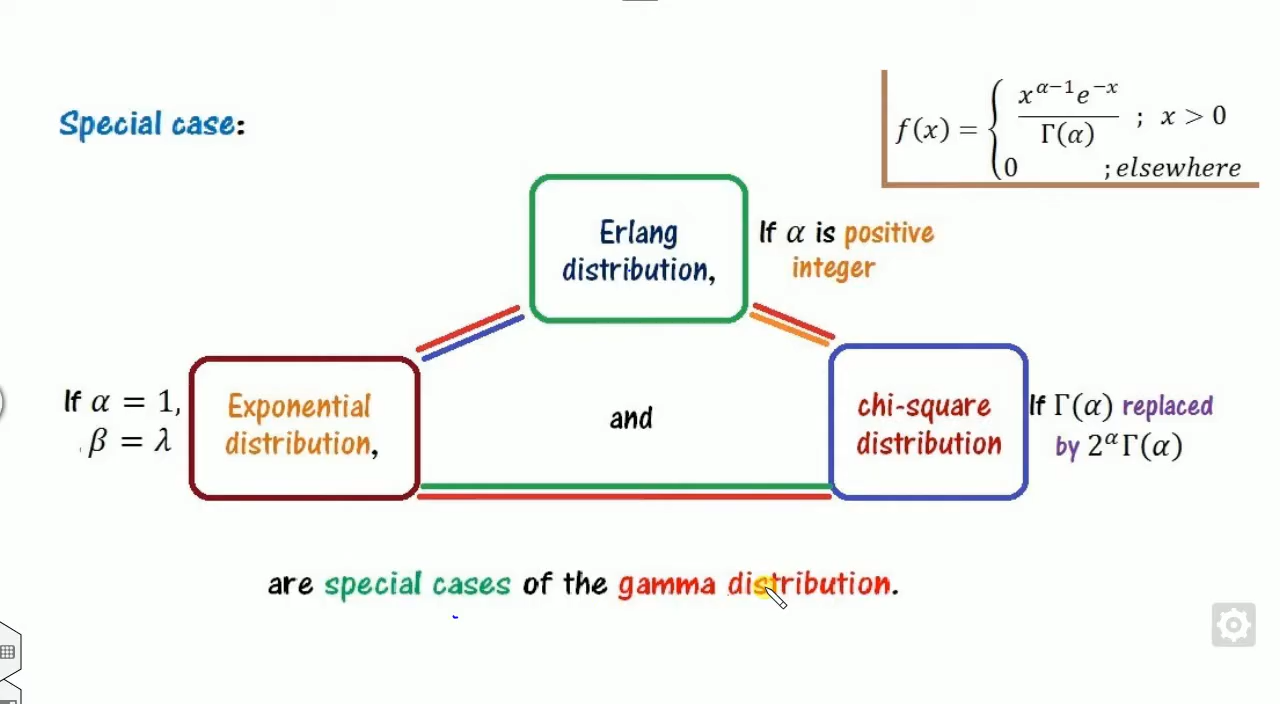 Special case:
f(x) = { x^{α−1}e^{−x} / Γ(α) ; x > 0
0 ; elsewhere
Erlang
distribution,
If α is positive
integer
If α = 1,
β = λ
Exponential
distribution,
and
chi-square
distribution
If Γ(α) replaced
by 2^αΓ(α)
are special cases of the gamma distribution.